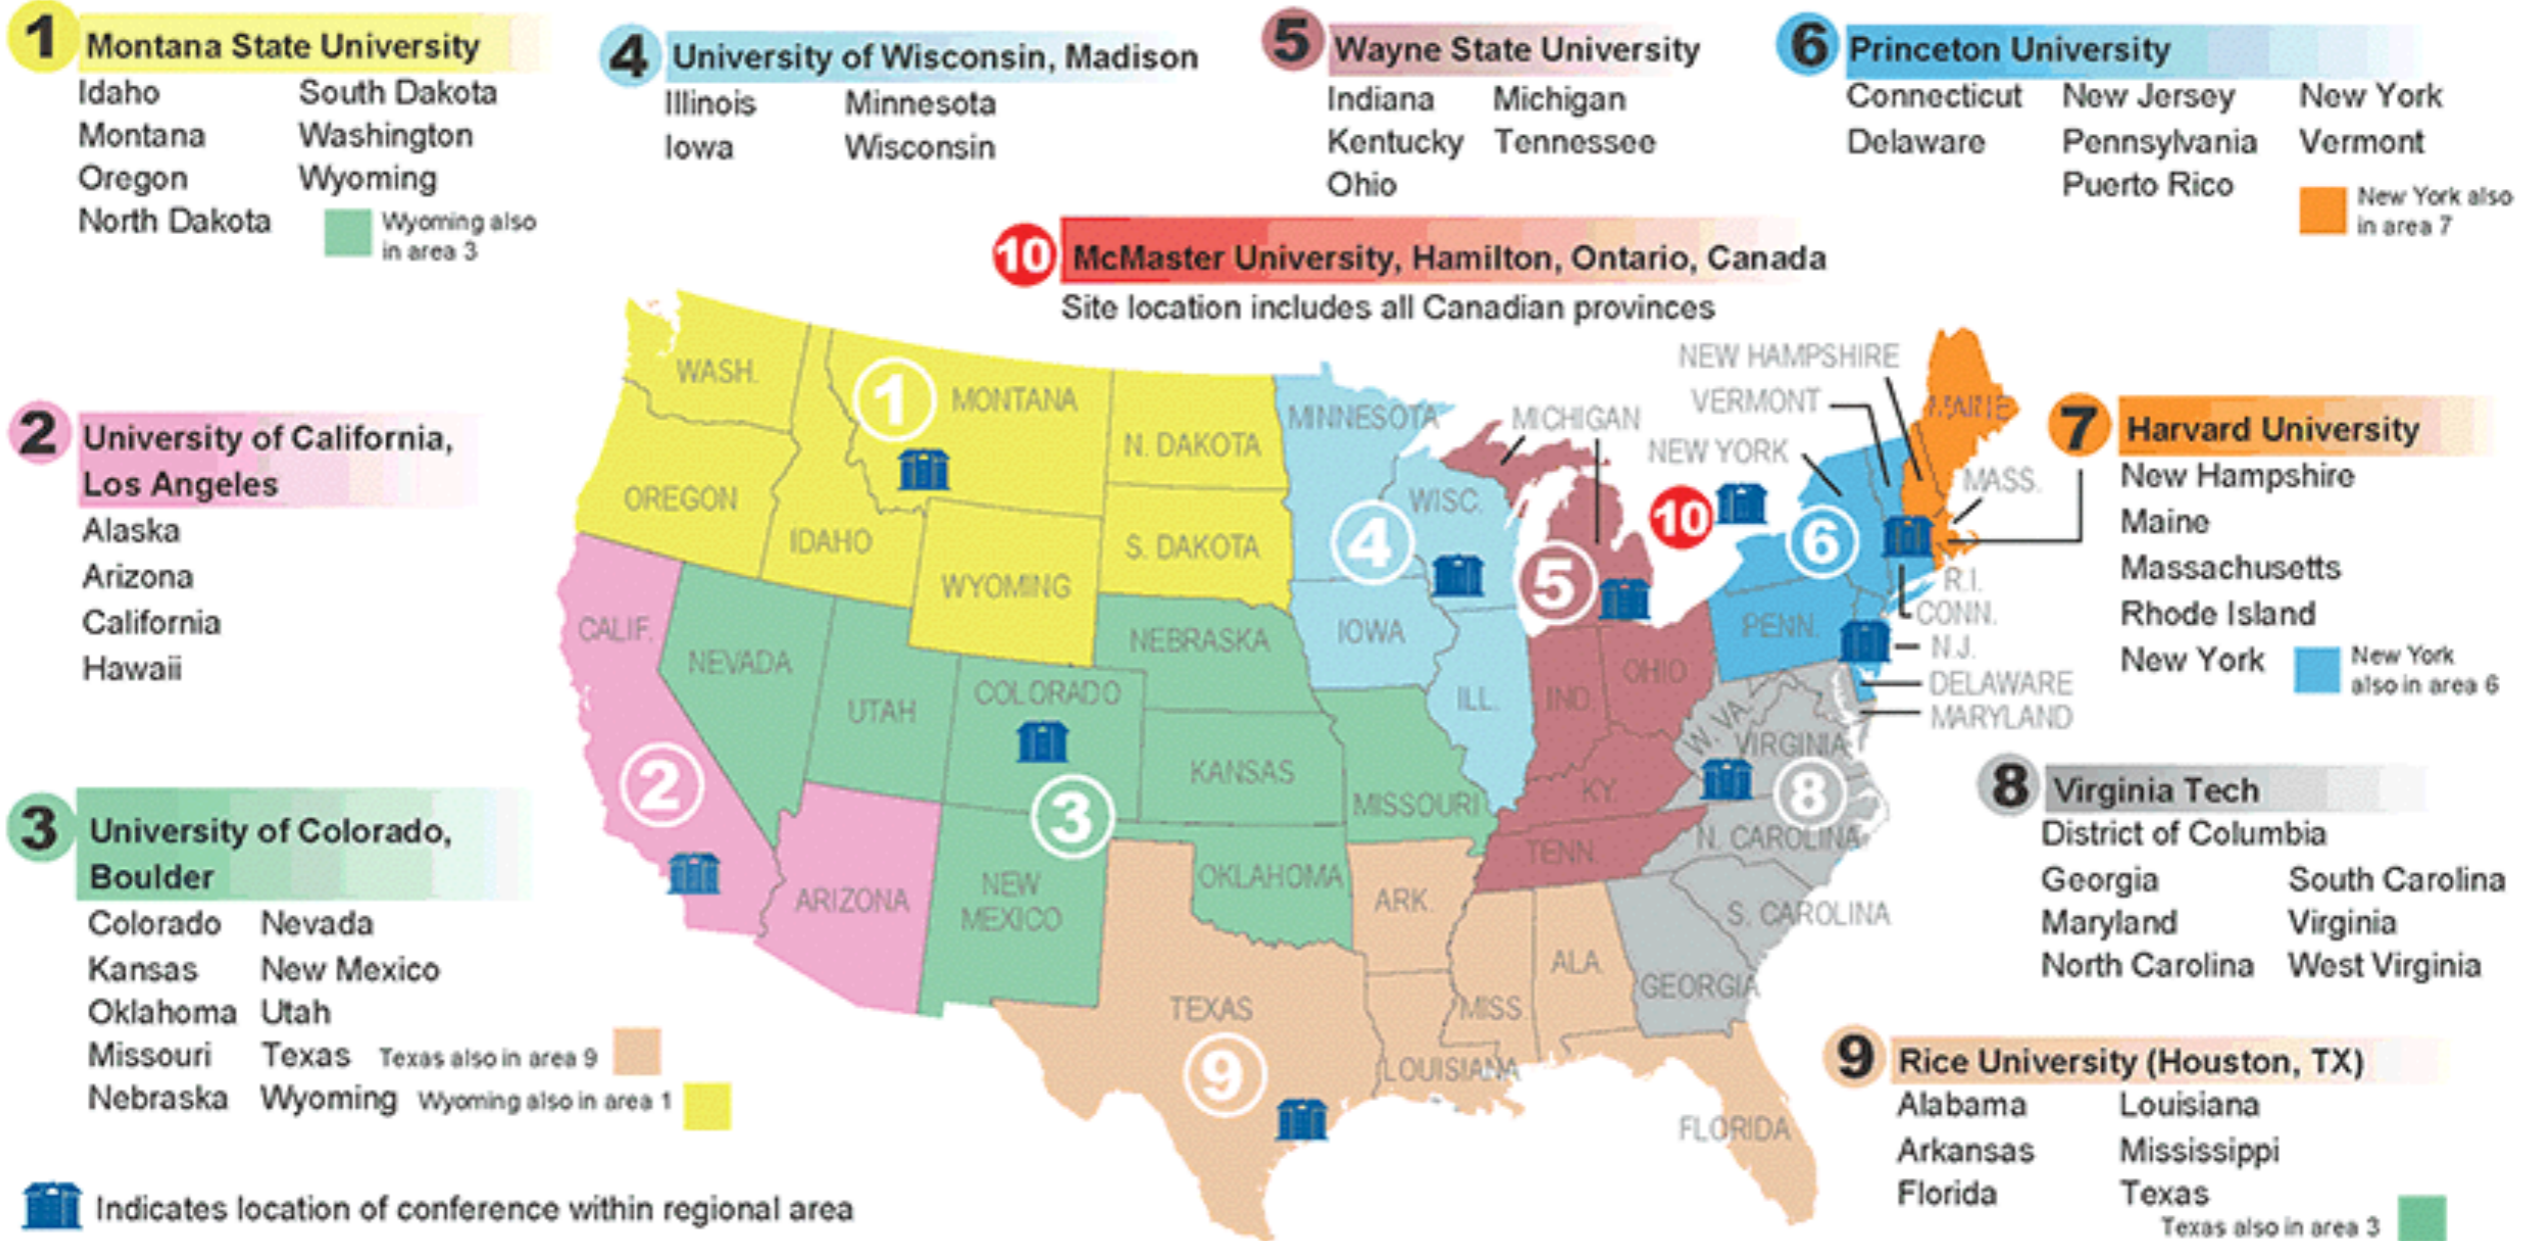 1 Montana State University
Idaho South Dakota
Montana Washington
Oregon Wyoming
North Dakota
Wyoming also
in area 3
4 University of Wisconsin, Madison
Illinois Minnesota
Iowa Wisconsin
5 Wayne State University
Indiana Michigan
Kentucky Tennessee
Ohio
6 Princeton University
Connecticut New Jersey New York
Delaware Pennsylvania Vermont
Puerto Rico
New York also
in area 7
10 McMaster University, Hamilton, Ontario, Canada
Site location includes all Canadian provinces
2 University of California,
Los Angeles
Alaska
Arizona
California
Hawaii
3 University of Colorado,
Boulder
Colorado Nevada
Kansas New Mexico
Oklahoma Utah
Missouri Texas Texas also in area 9
Nebraska Wyoming Wyoming also in area 1
Indicates location of conference within regional area
WASH.
1
MONTANA
N. DAKOTA
MINNESOTA
MICHIGAN
NEW HAMPSHIRE
VERMONT
NEW YORK
MAINE
MASS.
OREGON
IDAHO
WYOMING
S. DAKOTA
WISC.
4
5
10
6
R.I.
CONN.
N.J.
DELAWARE
MARYLAND
CALIF.
NEVADA
UTAH
COLORADO
NEBRASKA
IOWA
ILL.
IND.
OHIO
PENN.
W. VA.
VIRGINIA
2
3
KANSAS
MISSOURI
KY.
8
ARIZONA
NEW
MEXICO
OKLAHOMA
ARK.
TENN.
N. CAROLINA
S. CAROLINA
TEXAS
9
LOUISIANA
MISS.
ALA.
GEORGIA
FLORIDA
7 Harvard University
New Hampshire
Maine
Massachusetts
Rhode Island
New York
New York
also in area 6
8 Virginia Tech
District of Columbia
Georgia South Carolina
Maryland Virginia
North Carolina West Virginia
9 Rice University (Houston, TX)
Alabama Louisiana
Arkansas Mississippi
Florida Texas
Texas also in area 3